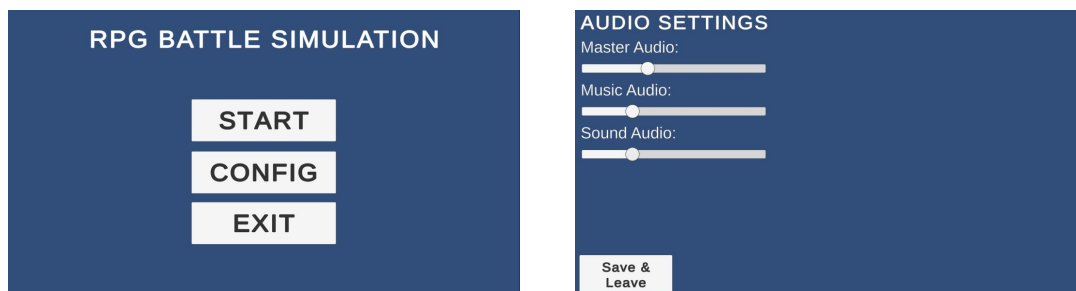 RPG BATTLE SIMULATION
START
CONFIG
EXIT
AUDIO SETTINGS
Master Audio:
Music Audio:
Sound Audio:
Save &
Leave